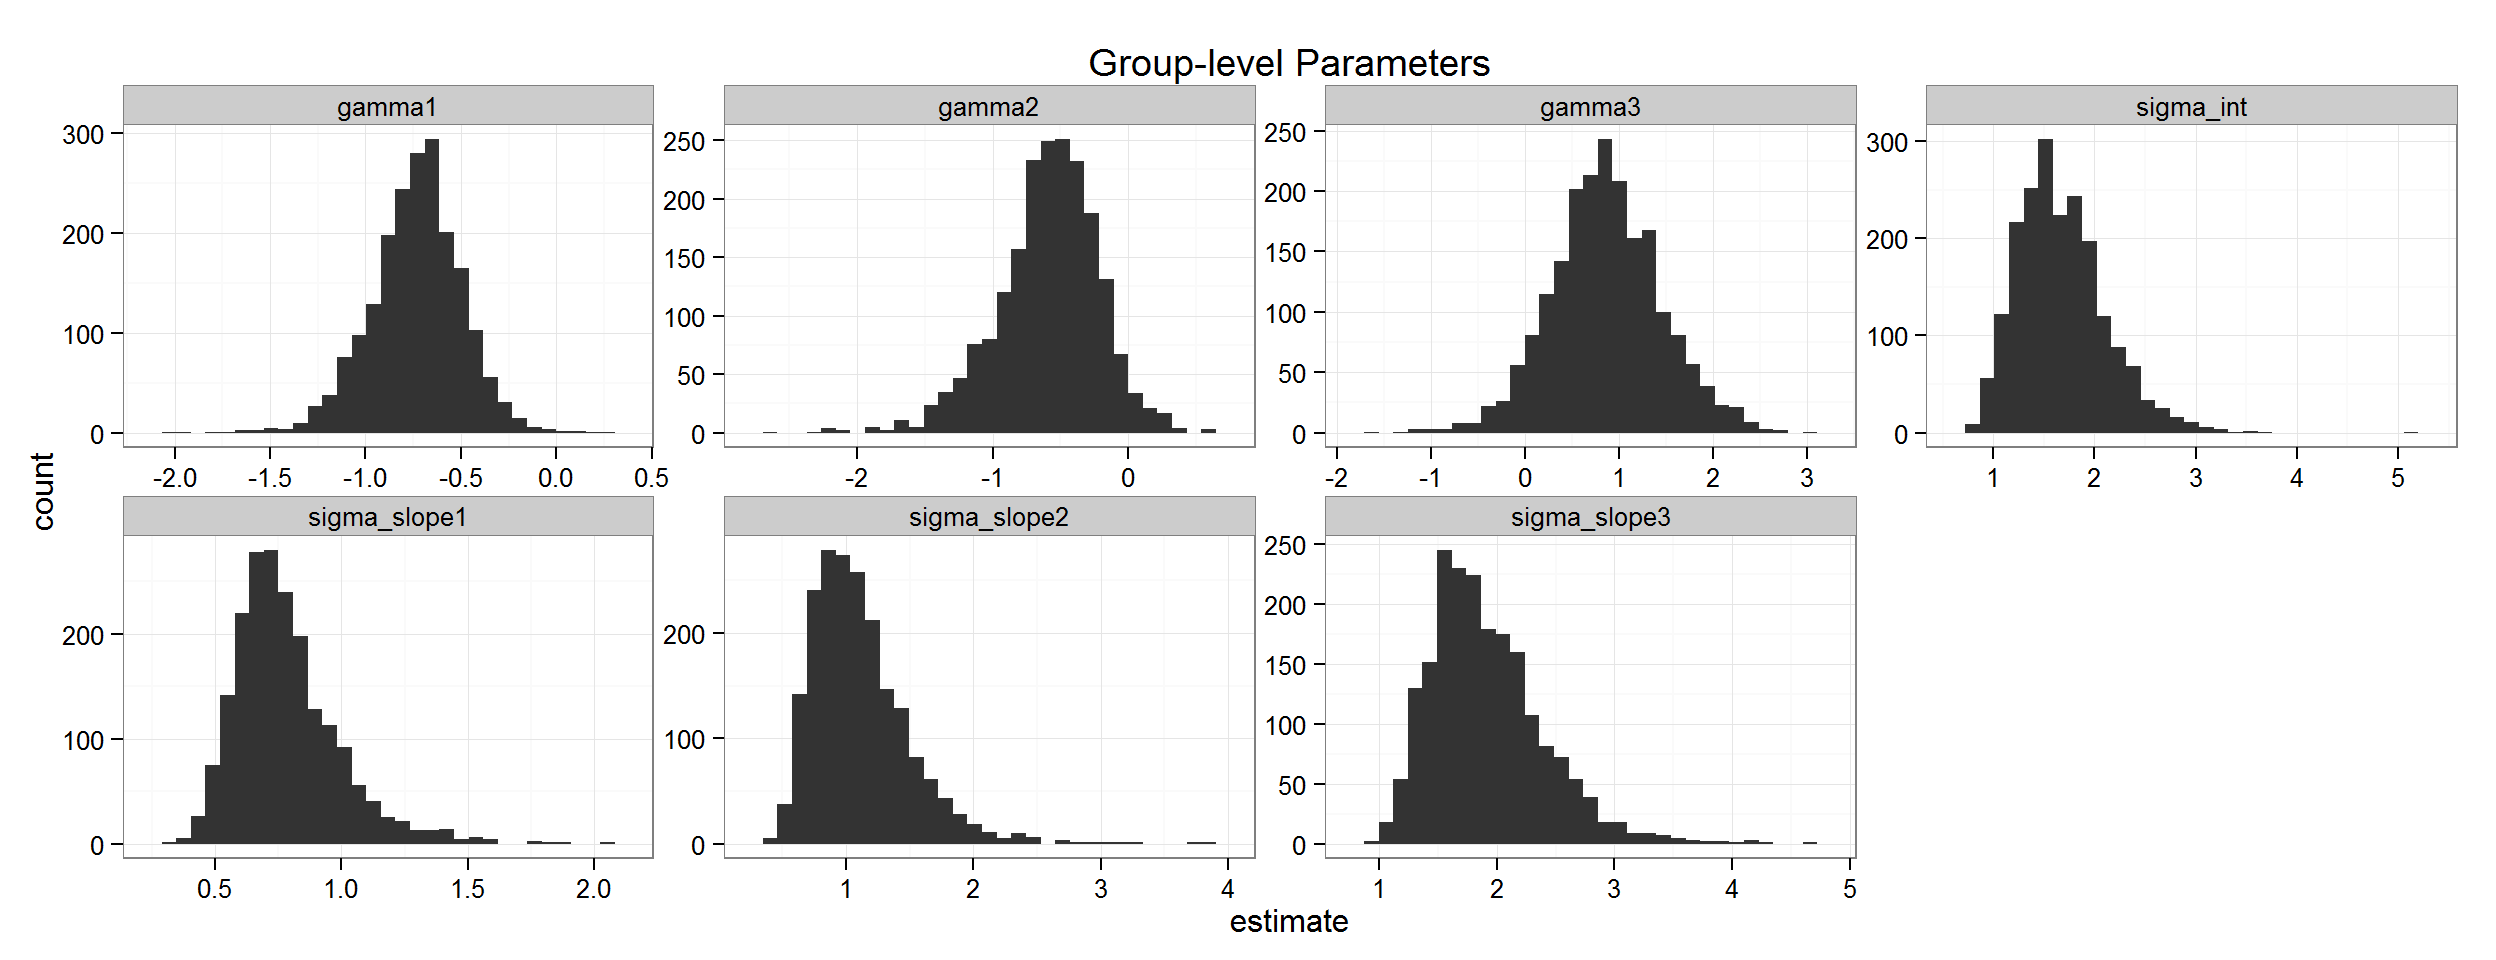 Group-level Parameters
gamma1 gamma2 gamma3 sigma_int
300
200
100
0
-2.0 -1.5 -1.0 -0.5 0.0 0.5
250
200
150
100
50
0
-2 -1 0
250
200
150
100
50
0
-2 -1 0 1 2 3
300
200
100
0
1 2 3 4 5
count
sigma_slope1 sigma_slope2 sigma_slope3
200
100
0
0.5 1.0 1.5 2.0
200
100
0
1 2 3 4
250
200
150
100
50
0
1 2 3 4 5
estimate